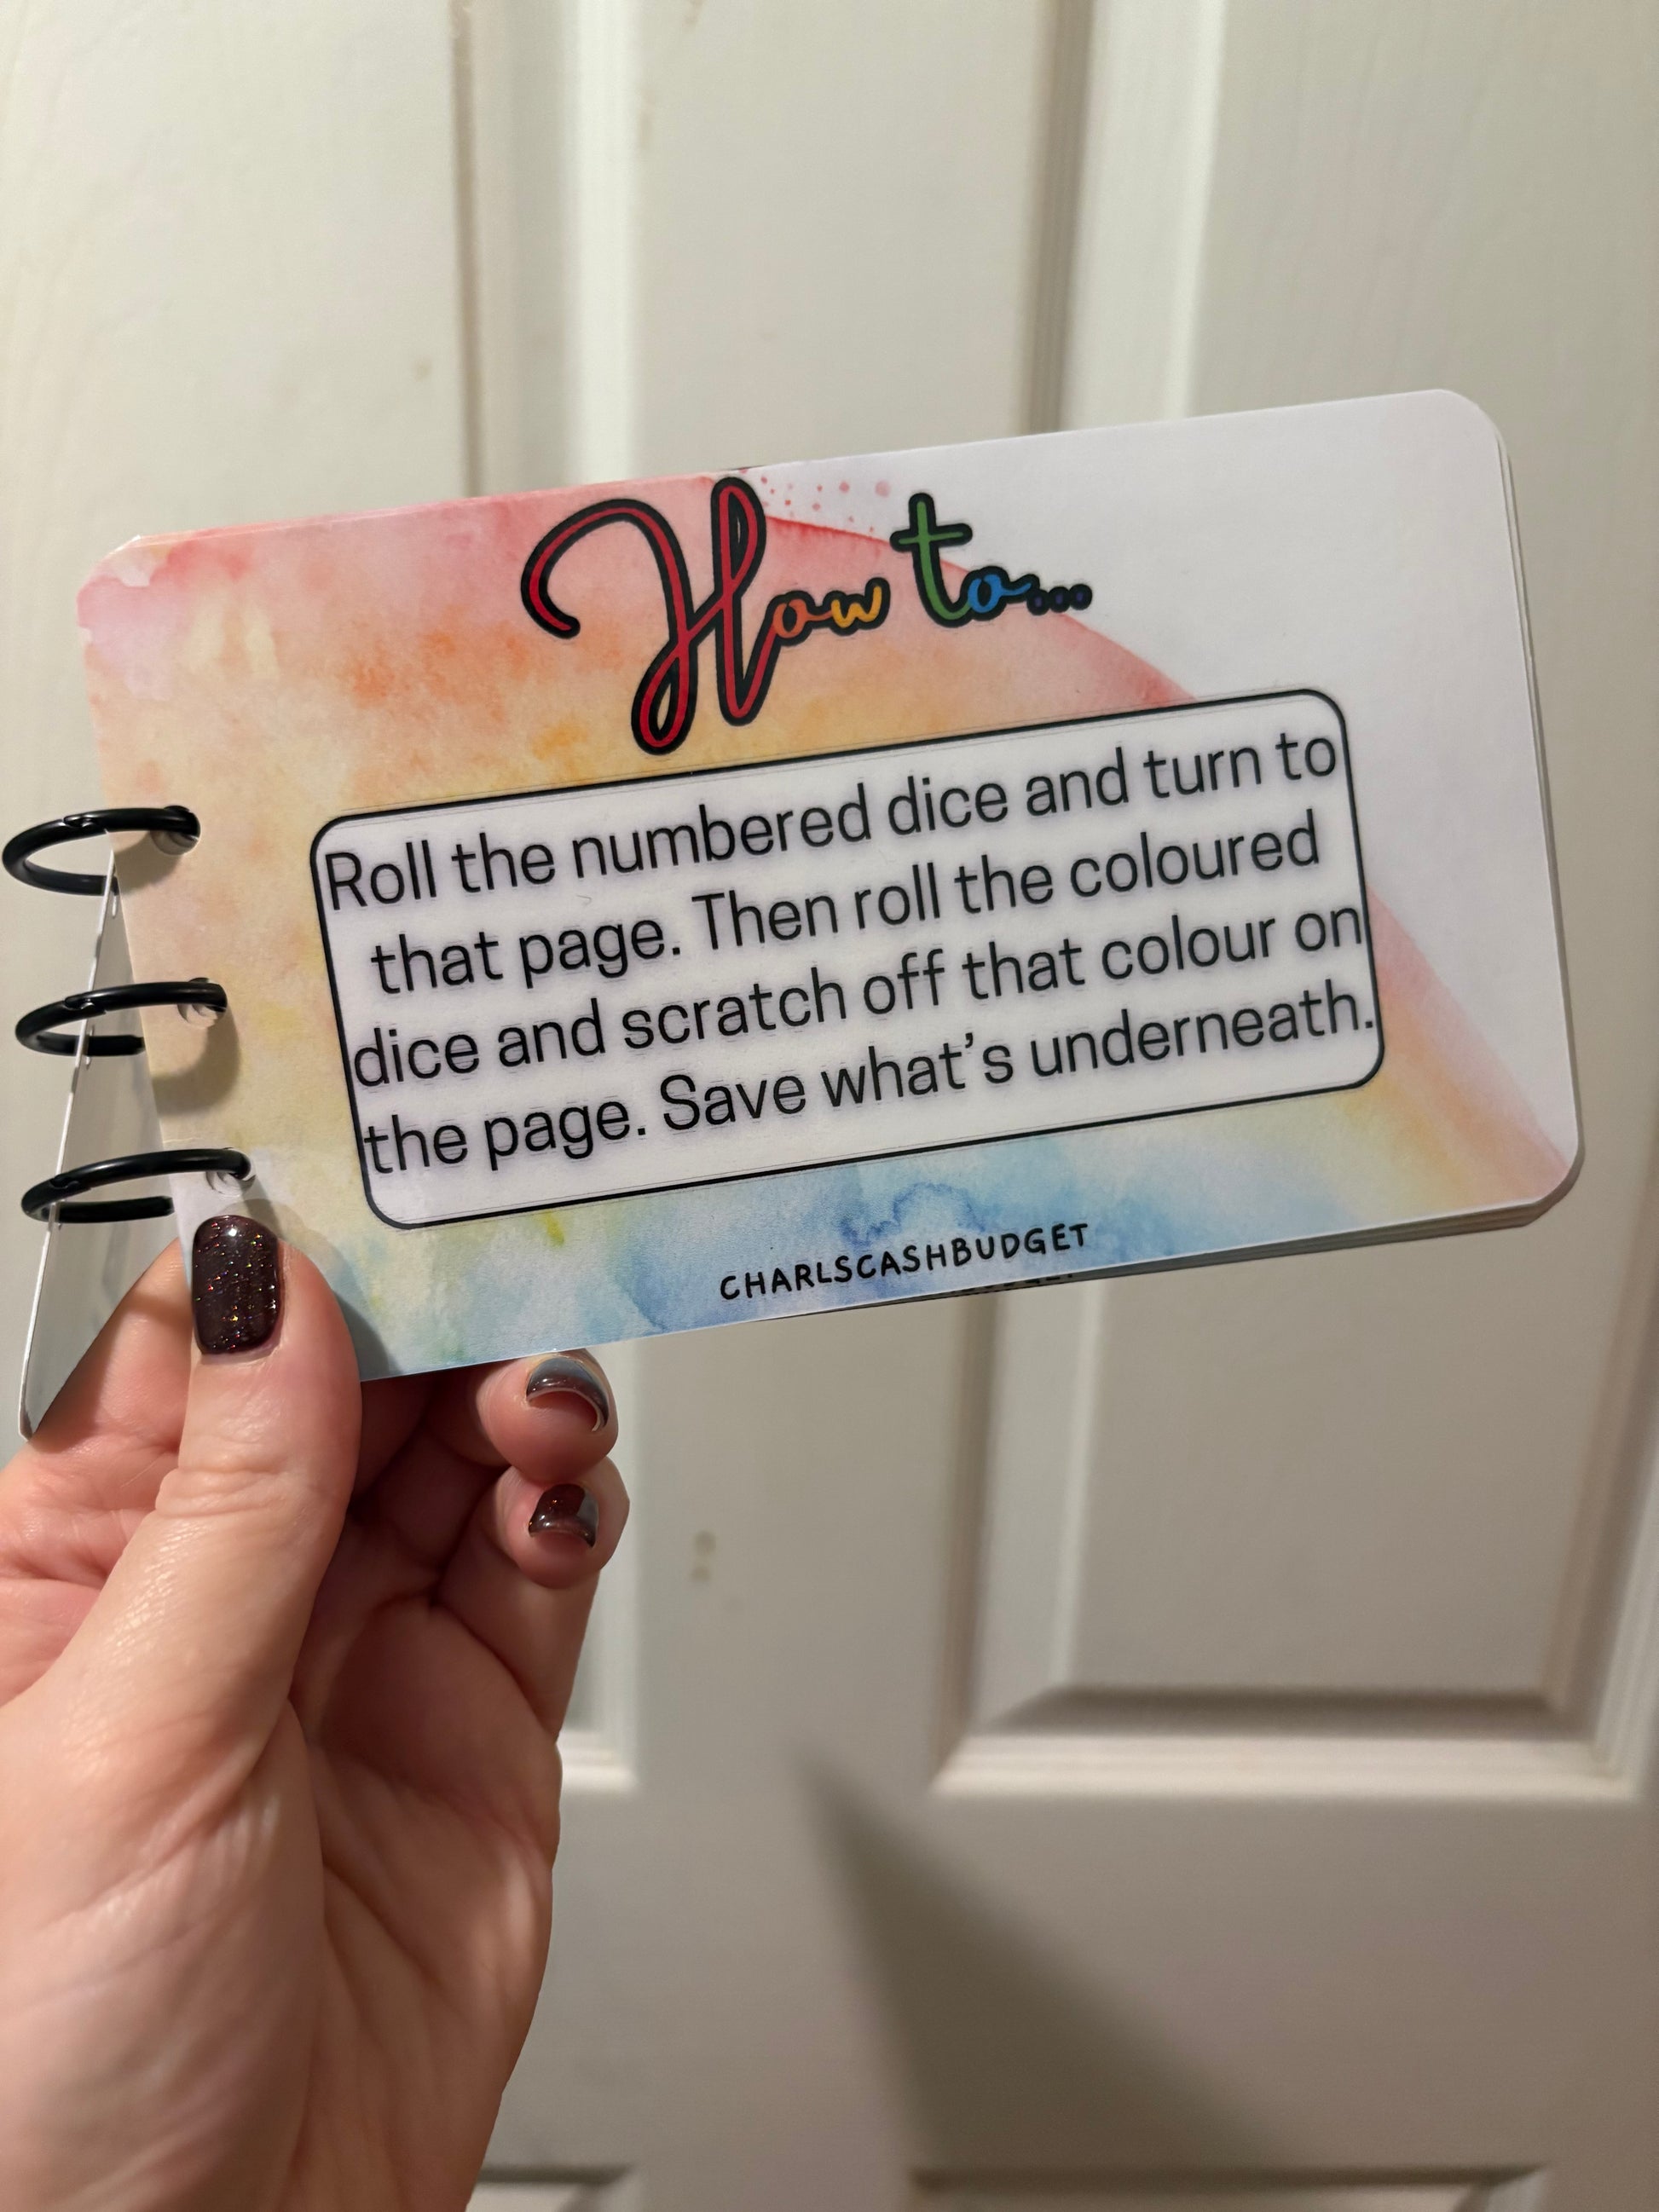 How to...
Roll the numbered dice and turn to
that page. Then roll the coloured
dice and scratch off that colour on
the page. Save what's underneath.
CHARLSCASHBUDGET